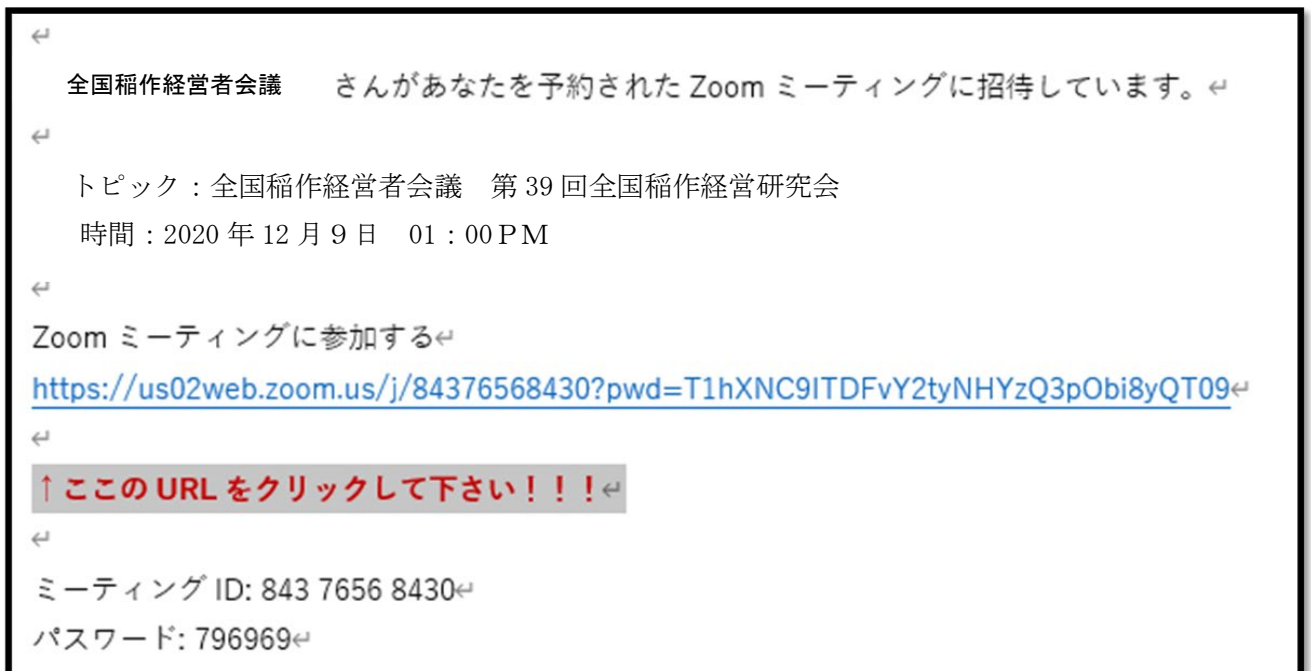 全国稲作経営者会議　さんがあなたを予約された Zoom ミーティングに招待しています。
トピック：全国稲作経営者会議　第 39 回全国稲作経営研究会
時間：2020 年 12 月９日　01：00ＰＭ
Zoom ミーティングに参加する
https://us02web.zoom.us/j/84376568430?pwd=T1hXNC9ITDFvY2tyNHYzQ3pObi8yQT09
↑ここの URL をクリックして下さい！！！
ミーティング ID: 843 7656 8430
パスワード: 796969